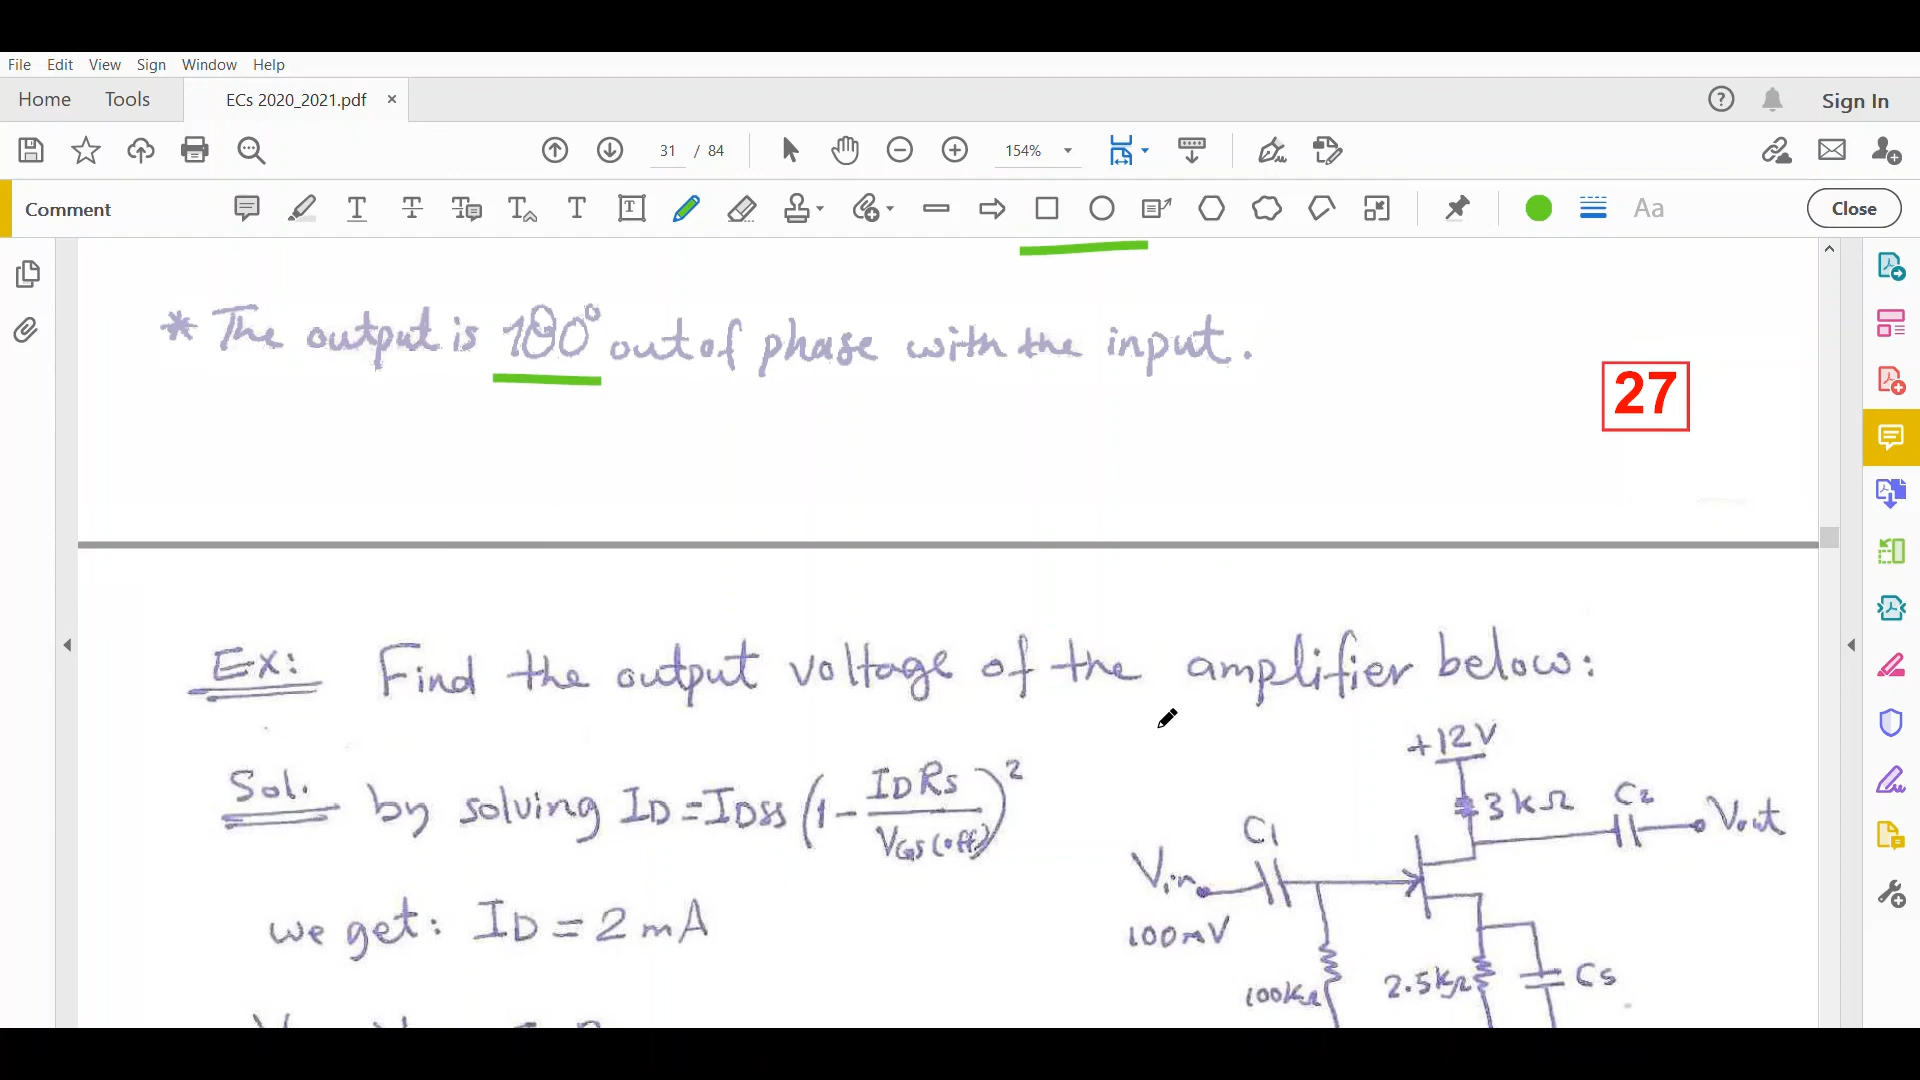 File Edit View Sign Window Help
Home Tools ECs 2020_2021.pdf × Sign In
31 / 84 154%
Comment Aa Close
* The output is 180° out of phase with the input.
27
Ex: Find the output voltage of the amplifier below:
Sol. by solving ID = IDSS (1 - IDRS / VGS(off))²
we get: ID = 2 mA
+12V
3kΩ
C2
Vout
C1
Vin
100mV
100kΩ
2.5kΩ
Cs